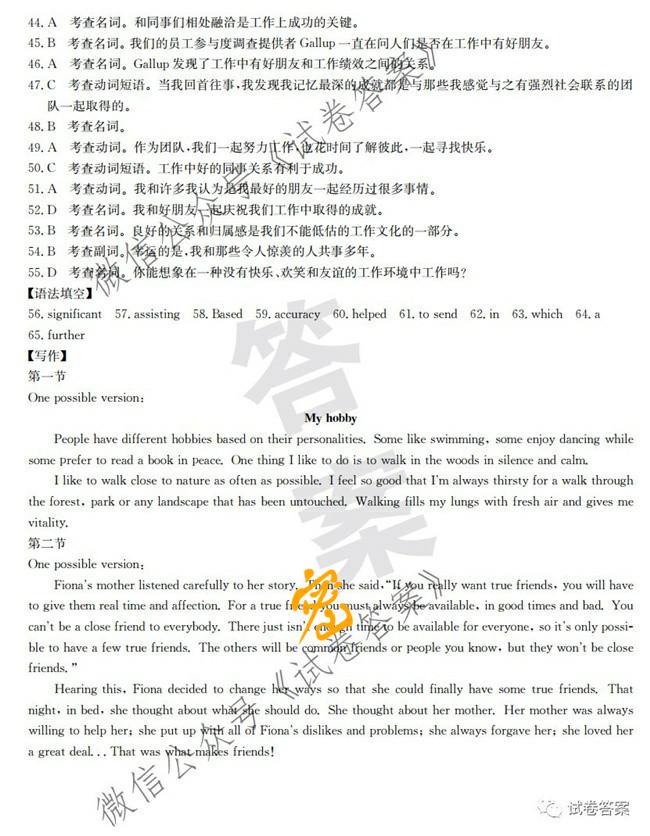 44. A 考查名词。和同事们相处融洽是工作上成功的关键。
45. B 考查名词。我们的员工参与度调查提供者 Gallup 一直在问人们是否在工作中有好朋友。
46. A 考查名词。Gallup 发现了工作中有好朋友和工作绩效之间的关系。
47. C 考查动词短语。当我回首往事,我发现我记忆最深的成就都是与那些我感觉与之有强烈社会联系的团
队一起取得的。
48. B 考查名词。
49. A 考查动词。作为团队,我们一起努力工作,也花时间了解彼此,一起寻找快乐。
50. C 考查动词短语。工作中好的同事关系有利于成功。
51. A 考查动词。我和许多我认为是我最好的朋友一起经历过很多事情。
52. D 考查名词。我和好朋友一起庆祝我们工作中取得的成就。
53. B 考查名词。良好的关系和归属感是我们不能低估的工作文化的一部分。
54. B 考查副词。幸运的是,我和那些令人惊羡的人共事多年。
55. D 考查名词。你能想象在一种没有快乐、欢笑和友谊的工作环境中工作吗?
【语法填空】
56. significant 57. assisting 58. Based 59. accuracy 60. helped 61. to send 62. in 63. which 64. a
65. further
【写作】
第一节
One possible version:
My hobby
People have different hobbies based on their personalities. Some like swimming, some enjoy dancing while
some prefer to read a book in peace. One thing I like to do is to walk in the woods in silence and calm.
I like to walk close to nature as often as possible. I feel so good that I'm always thirsty for a walk through
the forest, park or any landscape that has been untouched. Walking fills my lungs with fresh air and gives me
vitality.
第二节
One possible version:
Fiona's mother listened carefully to her story. Then she said,"If you really want true friends, you will have
to give them real time and affection. For a true friend you must always be available, in good times and bad. You
can't be a close friend to everybody. There just isn't enough time to be available for everyone, so it's only possi-
ble to have a few true friends. The others will be common friends or people you know, but they won't be close
friends."
Hearing this, Fiona decided to change her ways so that she could finally have some true friends. That
night, in bed, she thought about what she should do. She thought about her mother. Her mother was always
willing to help her; she put up with all of Fiona's dislikes and problems; she always forgave her; she loved her
a great deal... That was what makes friends!
微信公众号《试卷答案》
答案
微信公众号《试卷答案》
试卷答案